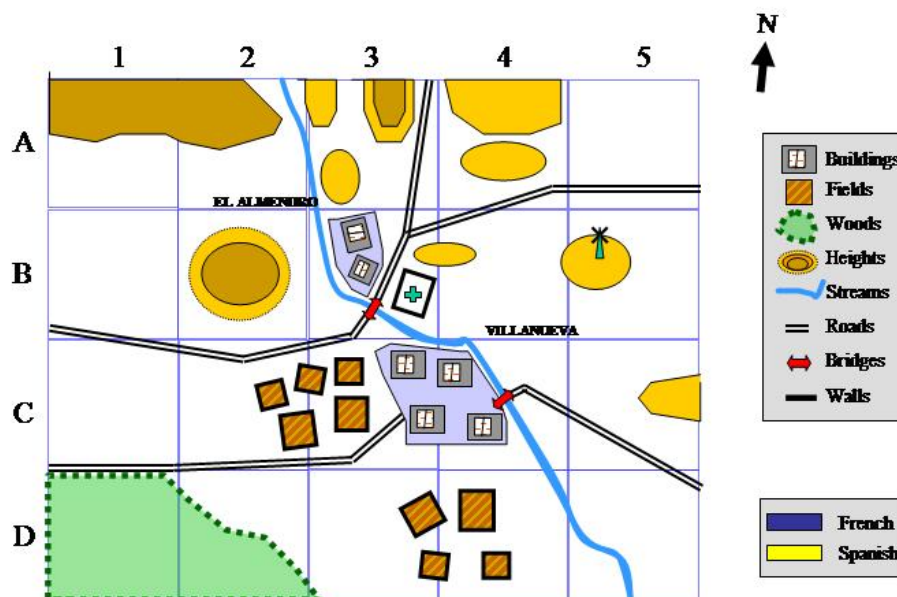 N
1 2 3 4 5
A
EL ALMENDRO
B
VILLANUEVA
C
D
Buildings
Fields
Woods
Heights
Streams
Roads
Bridges
Walls
French
Spanish